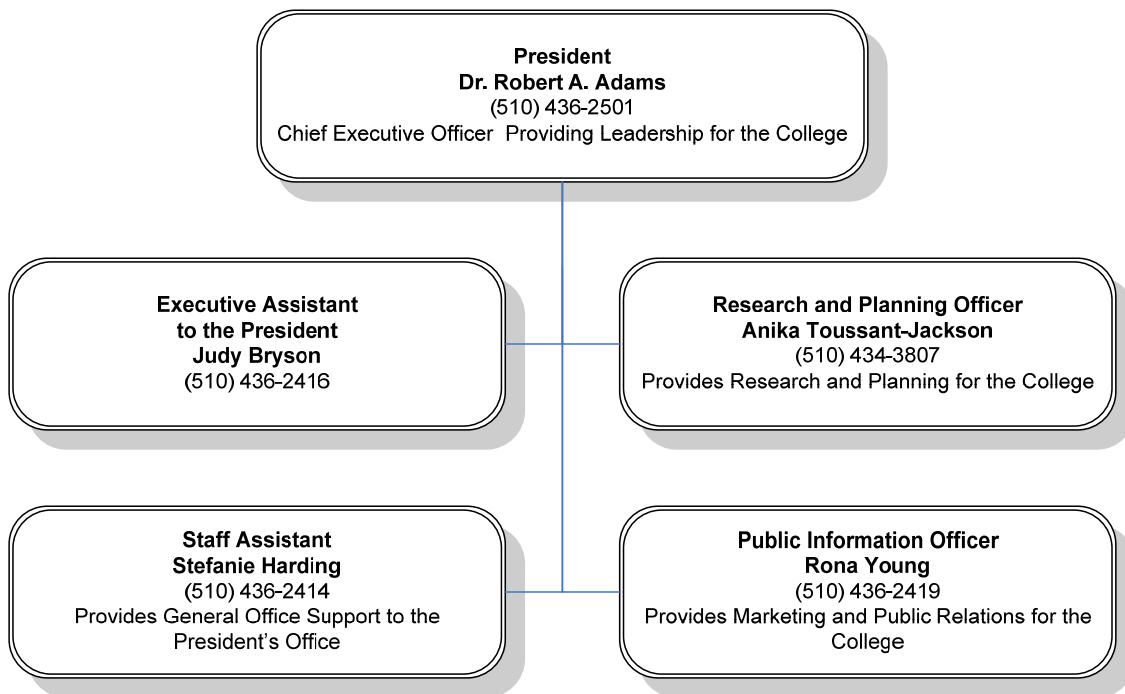 President
Dr. Robert A. Adams
(510) 436-2501
Chief Executive Officer  Providing Leadership for the College
Executive Assistant
to the President
Judy Bryson
(510) 436-2416
Research and Planning Officer
Anika Toussant-Jackson
(510) 434-3807
Provides Research and Planning for the College
Staff Assistant
Stefanie Harding
(510) 436-2414
Provides General Office Support to the
President’s Office
Public Information Officer
Rona Young
(510) 436-2419
Provides Marketing and Public Relations for the
College